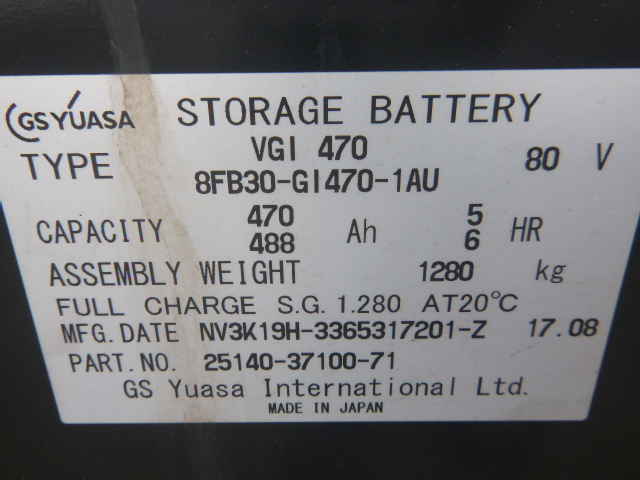 GS YUASA STORAGE BATTERY
TYPE VGI 470 80 V
8FB30-GI470-1AU
CAPACITY 470 Ah 5 HR
488 6
ASSEMBLY WEIGHT 1280 kg
FULL CHARGE S.G. 1.280 AT20°C
MFG. DATE NV3K19H-3365317201-Z 17.08
PART.NO. 25140-37100-71
GS Yuasa International Ltd.
MADE IN JAPAN